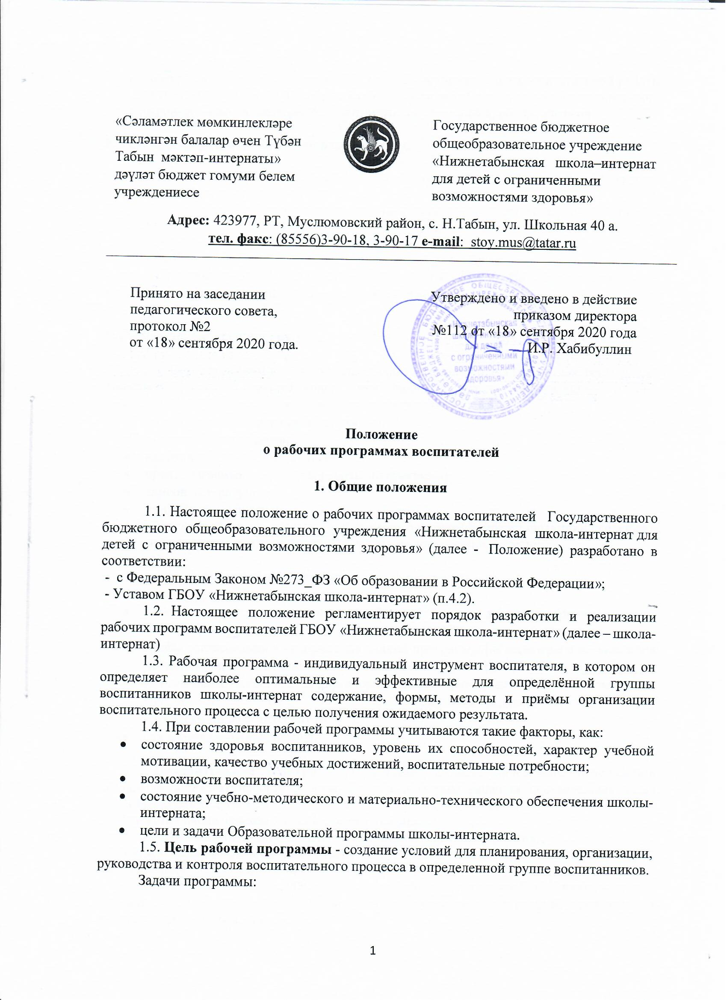 «Сәламәтлек мөмкинлекләре
чикләнгән балалар өчен Түбән
Табын мәктәп-интернаты»
дәүләт бюджет гомуми белем
учреждениесе
Государственное бюджетное
общеобразовательное учреждение
«Нижнетабынская школа–интернат
для детей с ограниченными
возможностями здоровья»
Адрес: 423977, РТ, Муслюмовский район, с. Н.Табын, ул. Школьная 40 а.
тел. факс: (85556)3-90-18, 3-90-17 e-mail: stoy.mus@tatar.ru
Принято на заседании
педагогического совета,
протокол №2
от «18» сентября 2020 года.
Утверждено и введено в действие
приказом директора
№112 от «18» сентября 2020 года
И.Р. Хабибуллин
«Нижнетабынская
школа-интернат
для детей
с ограниченными
возможностями
здоровья»
Положение
о рабочих программах воспитателей
1. Общие положения
1.1. Настоящее положение о рабочих программах воспитателей Государственного
бюджетного общеобразовательного учреждения «Нижнетабынская школа-интернат для
детей с ограниченными возможностями здоровья» (далее - Положение) разработано в
соответствии:
- с Федеральным Законом №273_ФЗ «Об образовании в Российской Федерации»;
- Уставом ГБОУ «Нижнетабынская школа-интернат» (п.4.2).
1.2. Настоящее положение регламентирует порядок разработки и реализации
рабочих программ воспитателей ГБОУ «Нижнетабынская школа-интернат» (далее – школа-
интернат)
1.3. Рабочая программа - индивидуальный инструмент воспитателя, в котором он
определяет наиболее оптимальные и эффективные для определённой группы
воспитанников школы-интернат содержание, формы, методы и приёмы организации
воспитательного процесса с целью получения ожидаемого результата.
1.4. При составлении рабочей программы учитываются такие факторы, как:
• состояние здоровья воспитанников, уровень их способностей, характер учебной
мотивации, качество учебных достижений, воспитательные потребности;
• возможности воспитателя;
• состояние учебно-методического и материально-технического обеспечения школы-
интерната;
• цели и задачи Образовательной программы школы-интерната.
1.5. Цель рабочей программы - создание условий для планирования, организации,
руководства и контроля воспитательного процесса в определенной группе воспитанников.
Задачи программы:
1